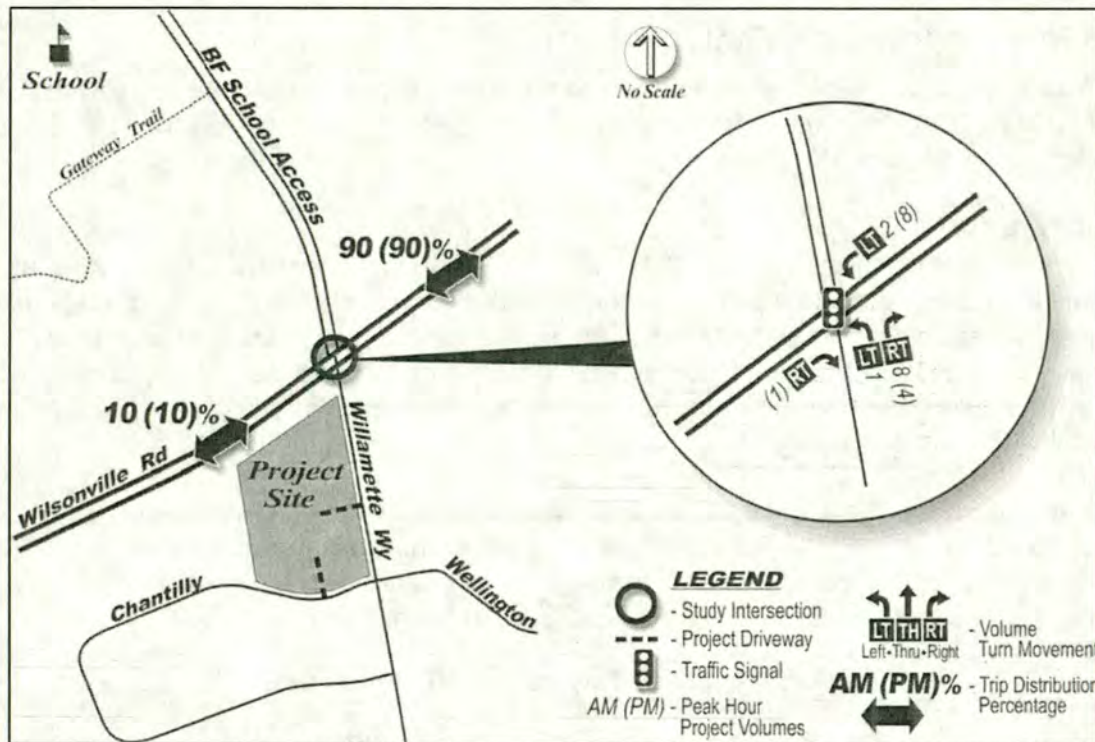 School
No Scale
Gateway Trail
BF School Access
90 (90)%
10 (10)%
Wilsonville Rd
Project
Site
Willamette Wy
Chantilly
Wellington
LT 2 (8)
(1) RT
LT RT
1 8 (4)
LEGEND
- Study Intersection
- Project Driveway
- Traffic Signal
AM (PM) - Peak Hour
Project Volumes
LT TH RT - Volume
Left•Thru•Right Turn Movement
AM (PM)% - Trip Distribution
Percentage